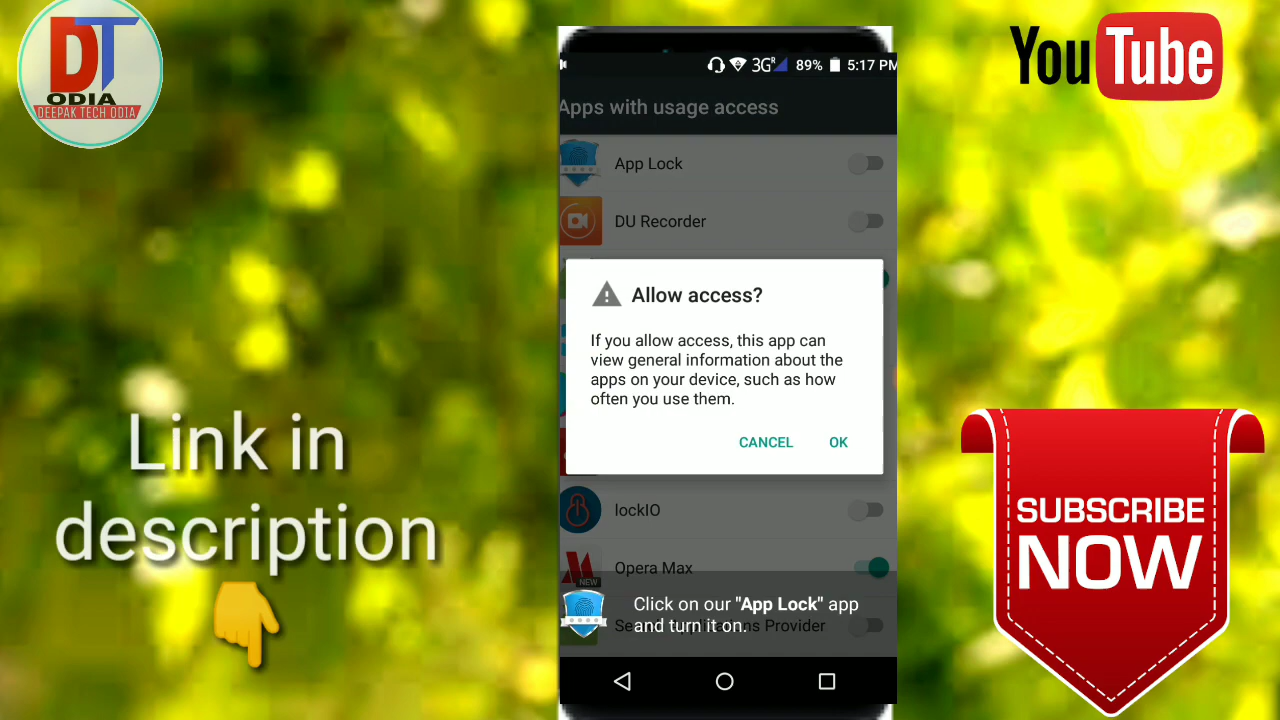 DT
ODIA
DEEPAK TECH ODIA
YouTube
3G R 89% 5:17 PM
Apps with usage access
App Lock
DU Recorder
Allow access?
If you allow access, this app can
view general information about the
apps on your device, such as how
often you use them.
CANCEL OK
lockIO
Opera Max
NEW
Click on our "App Lock" app
and turn it on.
Applications Provider
Link in
description
SUBSCRIBE
NOW